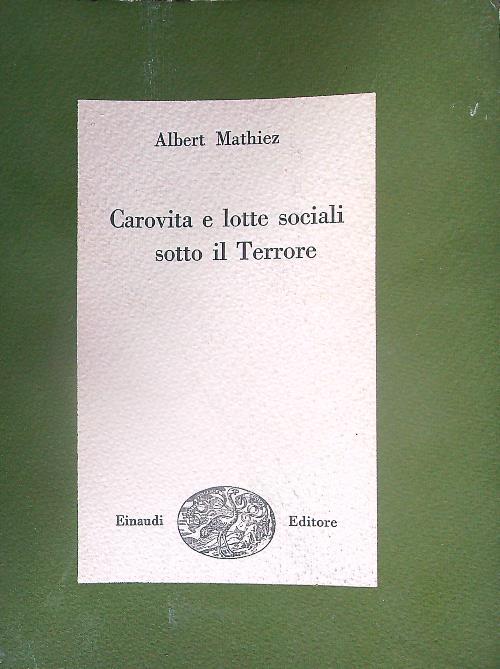 Albert Mathiez
Carovita e lotte sociali
sotto il Terrore
Einaudi Editore